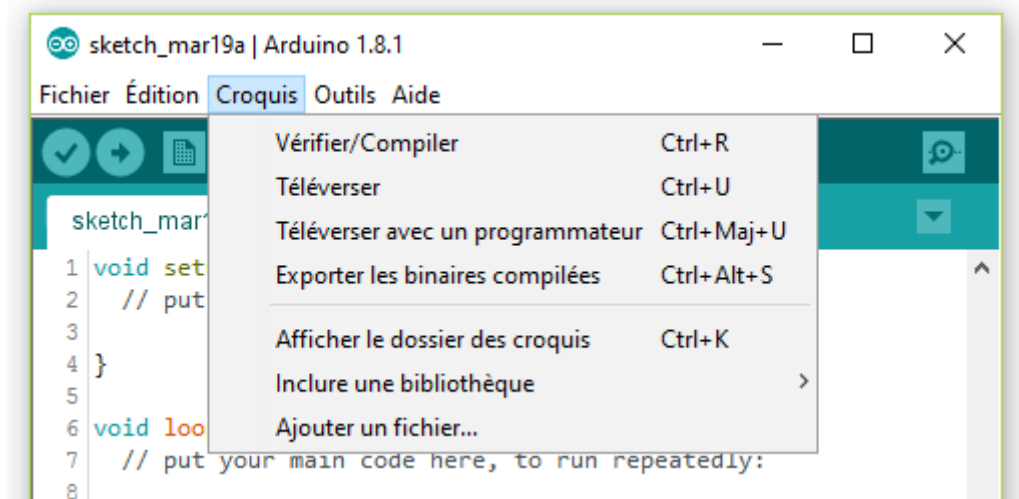 sketch_mar19a | Arduino 1.8.1
Fichier Édition Croquis Outils Aide
Vérifier/Compiler Ctrl+R
Téléverser Ctrl+U
sketch_mar1
Téléverser avec un programmateur Ctrl+Maj+U
1 void set
Exporter les binaires compilées Ctrl+Alt+S
2 // put
3
Afficher le dossier des croquis Ctrl+K
4 }
Inclure une bibliothèque >
5
6 void loo
Ajouter un fichier...
7 // put your main code here, to run repeatedly:
8